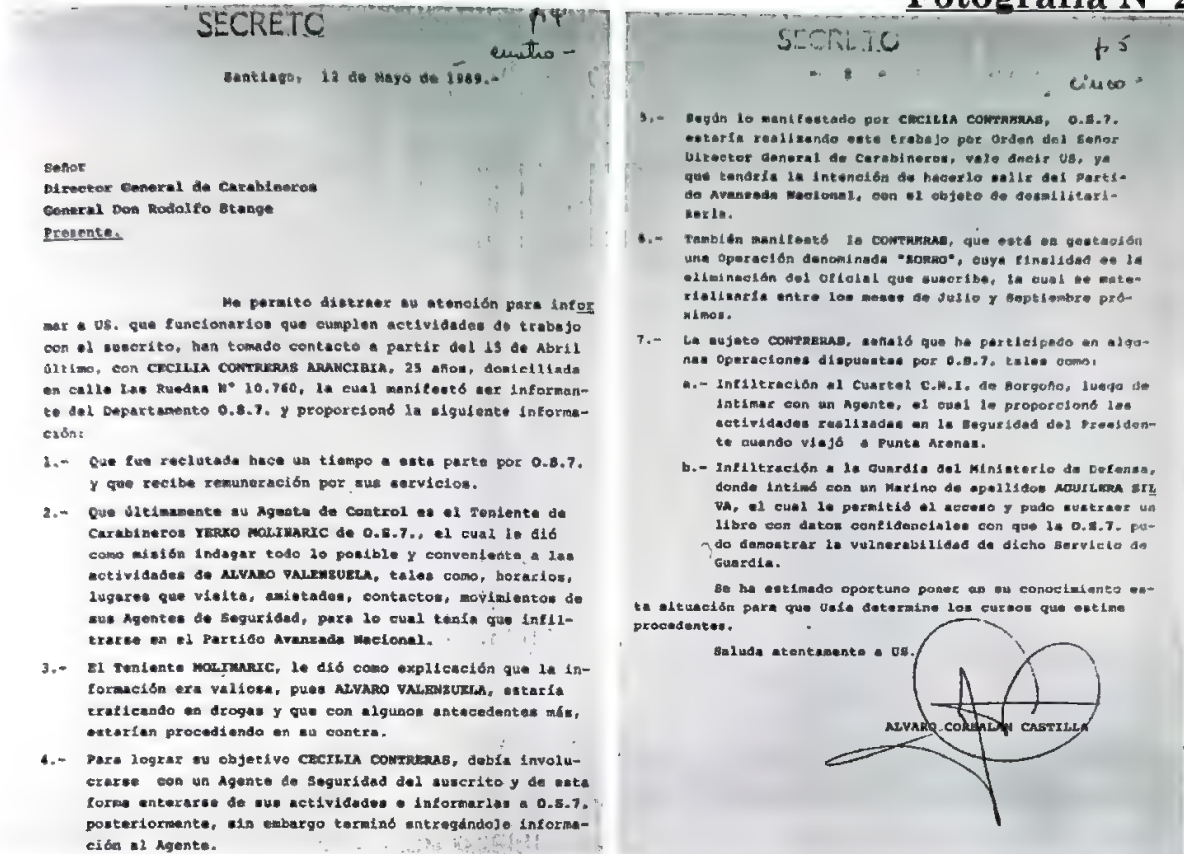 Fotografía N° 2
SECRETO
p 4
cuatro -
Santiago, 12 de Mayo de 1989.-
Señor
Director General de Carabineros
General Don Rodolfo Stange
Presente.
Me permito distraer su atención para infor
mar a US. que funcionarios que cumplen actividades de trabajo
con el suscrito, han tomado contacto a partir del 13 de Abril
último, con CECILIA CONTRERAS ARANCIBIA, 25 años, domiciliada
en calle Las Ruedas N° 10.760, la cual manifestó ser informan-
te del Departamento O.S.7. y proporcionó la siguiente informa-
ción:
1.- Que fue reclutada hace un tiempo a esta parte por O.S.7.
y que recibe remuneración por sus servicios.
2.- Que últimamente su Agente de Control es el Teniente de
Carabineros YERKO MOLINARIC de O.S.7., el cual le dió
como misión indagar todo lo posible y conveniente a las
actividades de ALVARO VALENZUELA, tales como, horarios,
lugares que visita, amistades, contactos, movimientos de
sus Agentes de Seguridad, para lo cual tenía que infil-
trarse en el Partido Avanzada Nacional.
3.- El Teniente MOLINARIC, le dió como explicación que la in-
formación era valiosa, pues ALVARO VALENZUELA, estaría
traficando en drogas y que con algunos antecedentes más,
estarían procediendo en su contra.
4.- Para lograr su objetivo CECILIA CONTRERAS, debía involu-
crarse con un Agente de Seguridad del suscrito y de esta
forma enterarse de sus actividades e informarlas a O.S.7.
posteriormente, sin embargo terminó entregándole informa-
ción al Agente.
SECRETO
p 5
cinco -
- 2 -
5.- Según lo manifestado por CECILIA CONTRERAS, O.S.7.
estaría realizando este trabajo por Orden del Señor
Director General de Carabineros, vale decir US, ya
que tendría la intención de hacerlo salir del Parti-
do Avanzada Nacional, con el objeto de desmilitari-
zarla.
6.- También manifestó la CONTRERAS, que está en gestación
una Operación denominada "ZORRO", cuya finalidad es la
eliminación del Oficial que suscribe, la cual se mate-
rializaría entre los meses de Julio y Septiembre pró-
ximos.
7.- La sujeto CONTRERAS, señaló que ha participado en algu-
nas Operaciones dispuestas por O.S.7. tales como:
a.- Infiltración al Cuartel C.N.I. de Borgoño, luego de
intimar con un Agente, el cual le proporcionó las
actividades realizadas en la Seguridad del Presiden-
te cuando viajó a Punta Arenas.
b.- Infiltración a la Guardia del Ministerio de Defensa,
donde intimó con un Marino de apellidos AGUILERA SIL
VA, el cual le permitió el acceso y pudo sustraer un
libro con datos confidenciales con que la O.S.7. pu-
do demostrar la vulnerabilidad de dicho Servicio de
Guardia.
Se ha estimado oportuno poner en su conocimiento es-
ta situación para que Usía determine los cursos que estime
procedentes.
Saluda atentamente a US.
ALVARO CORBALAN CASTILLA